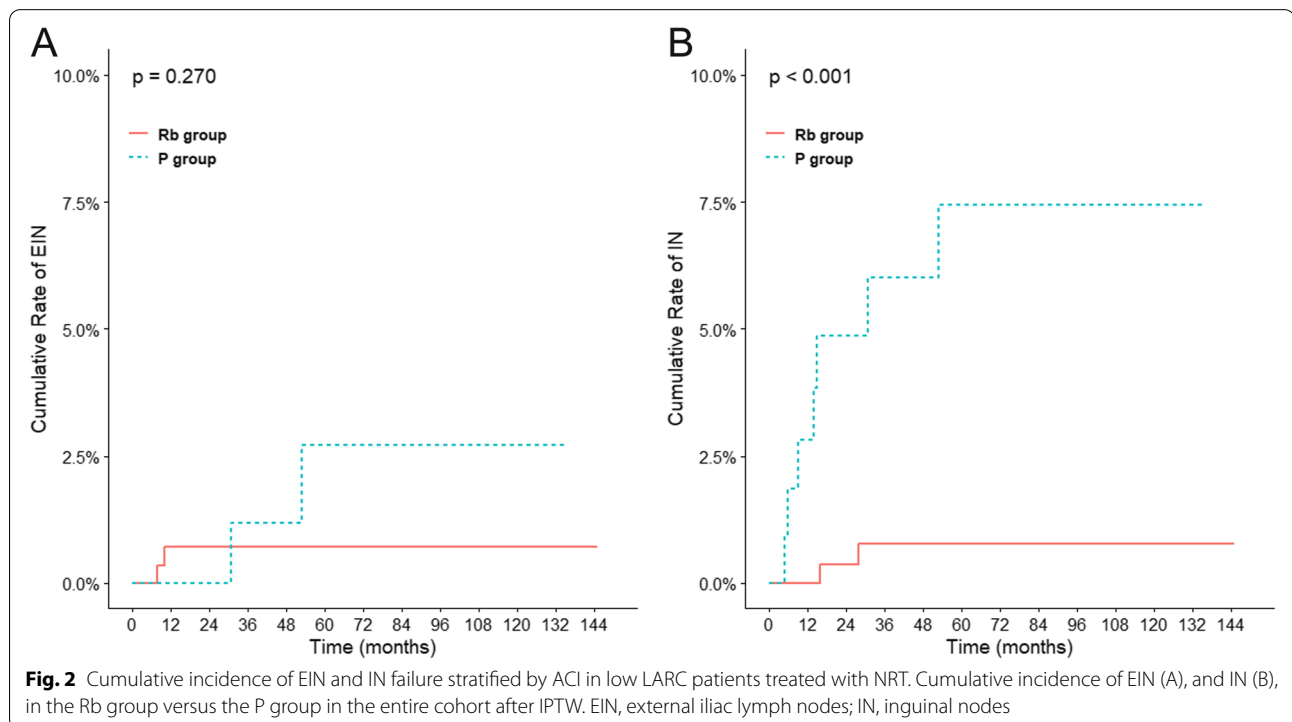 A
p = 0.270
Rb group
P group
10.0%
7.5%
5.0%
2.5%
0.0%
Cumulative Rate of EIN
0 12 24 36 48 60 72 84 96 108 120 132 144
Time (months)
B
p < 0.001
Rb group
P group
10.0%
7.5%
5.0%
2.5%
0.0%
Cumulative Rate of IN
0 12 24 36 48 60 72 84 96 108 120 132 144
Time (months)
Fig. 2 Cumulative incidence of EIN and IN failure stratified by ACI in low LARC patients treated with NRT. Cumulative incidence of EIN (A), and IN (B),
in the Rb group versus the P group in the entire cohort after IPTW. EIN, external iliac lymph nodes; IN, inguinal nodes